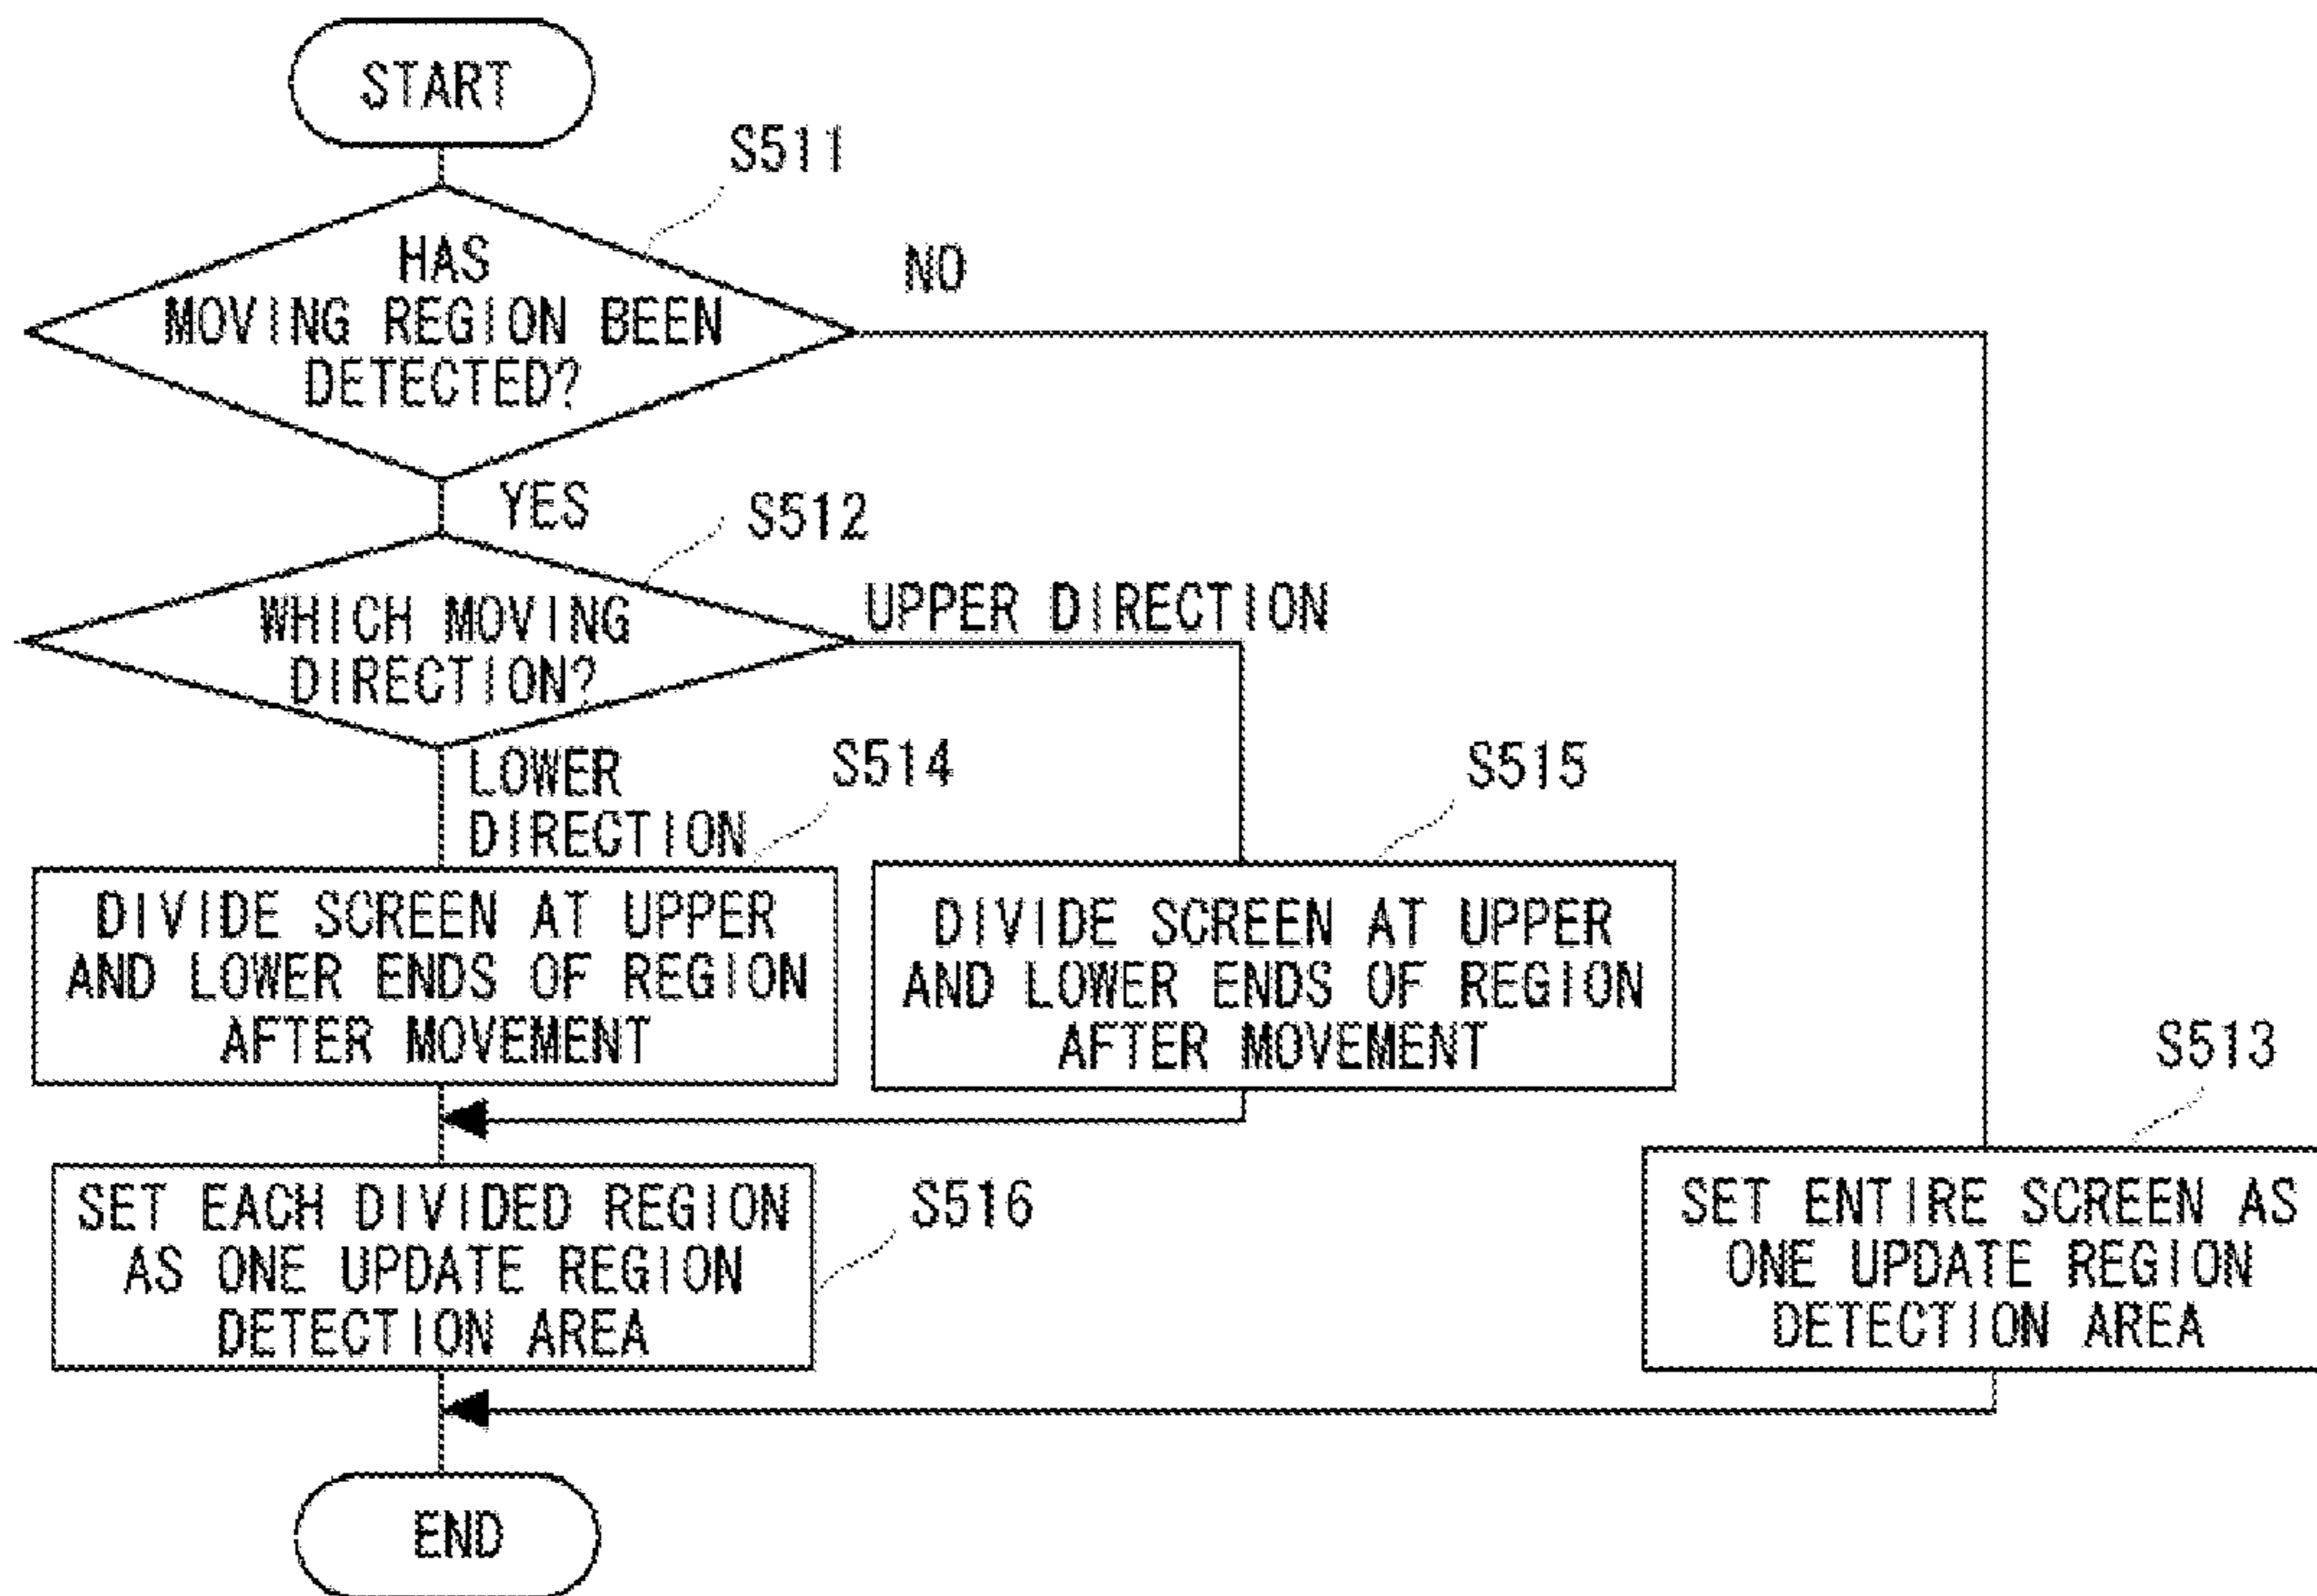 START
S511
HAS
MOVING REGION BEEN
DETECTED?
NO
YES
S512
WHICH MOVING
DIRECTION?
UPPER DIRECTION
LOWER
DIRECTION
S514
DIVIDE SCREEN AT UPPER
AND LOWER ENDS OF REGION
AFTER MOVEMENT
S515
DIVIDE SCREEN AT UPPER
AND LOWER ENDS OF REGION
AFTER MOVEMENT
S513
SET ENTIRE SCREEN AS
ONE UPDATE REGION
DETECTION AREA
SET EACH DIVIDED REGION
AS ONE UPDATE REGION
DETECTION AREA
S516
END